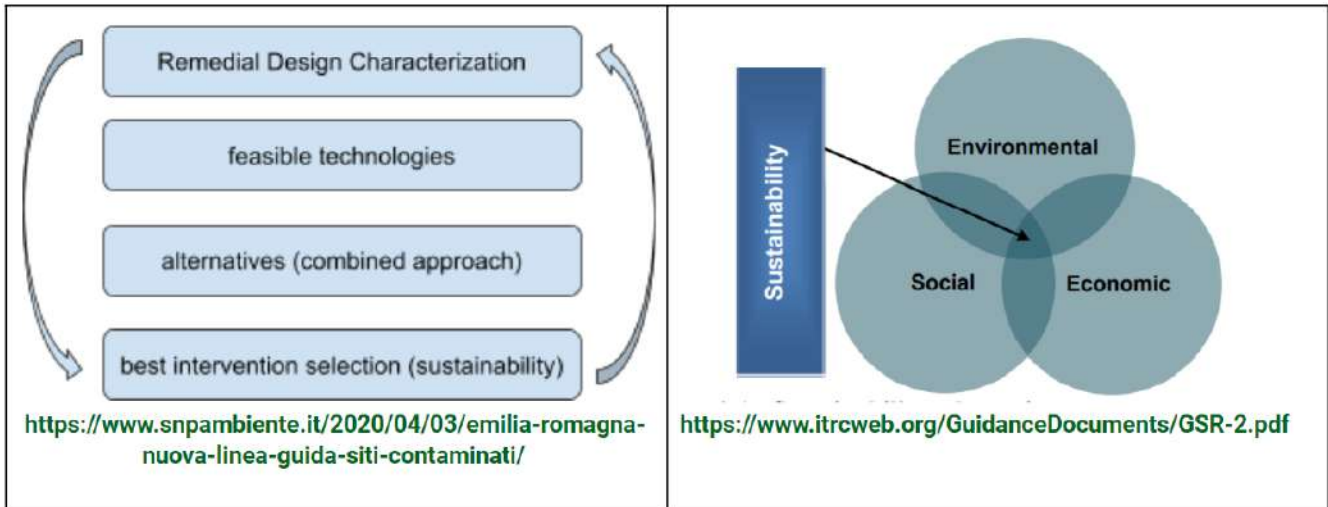 Remedial Design Characterization
feasible technologies
alternatives (combined approach)
best intervention selection (sustainability)
https://www.snpambiente.it/2020/04/03/emilia-romagna-
nuova-linea-guida-siti-contaminati/
Sustainability
Environmental
Social
Economic
https://www.itrcweb.org/GuidanceDocuments/GSR-2.pdf